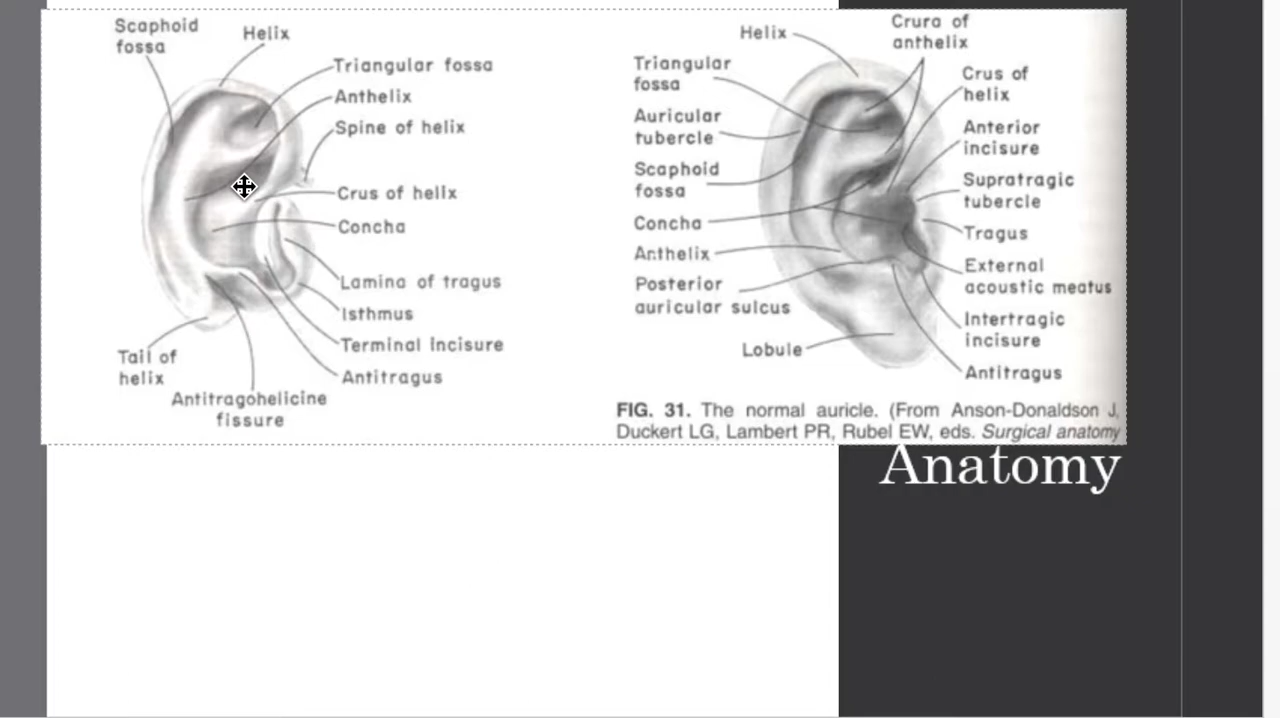 Scaphoid
fossa
Helix
Triangular fossa
Anthelix
Spine of helix
Crus of helix
Concha
Lamina of tragus
Isthmus
Terminal incisure
Antitragus
Tail of
helix
Antitragohelicine
fissure
Helix
Crura of
anthelix
Triangular
fossa
Crus of
helix
Auricular
tubercle
Anterior
incisure
Scaphoid
fossa
Supratragic
tubercle
Concha
Tragus
Anthelix
External
acoustic meatus
Posterior
auricular sulcus
Intertragic
incisure
Lobule
Antitragus
FIG. 31. The normal auricle. (From Anson-Donaldson J,
Duckert LG, Lambert PR, Rubel EW, eds. Surgical anatomy
Anatomy